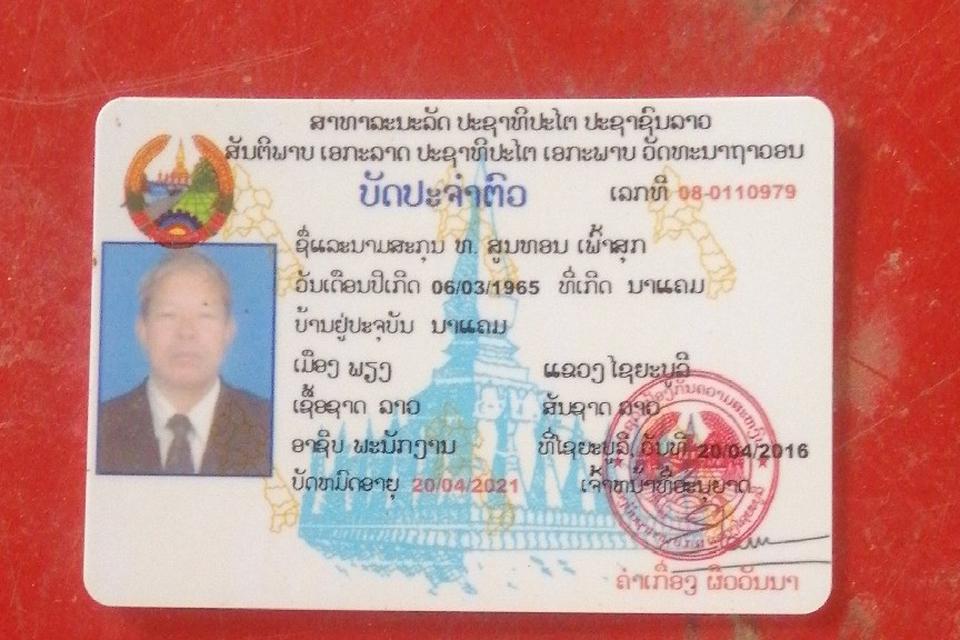 ສາທາລະນະລັດ ປະຊາທິປະໄຕ ປະຊາຊົນລາວ
ສັນຕິພາບ ເອກະລາດ ປະຊາທິປະໄຕ ເອກະພາບ ວັດທະນາຖາວອນ
ບັດປະຈຳຕົວ ເລກທີ 08-0110979
ຊື່ແລະນາມສະກຸນ ທ. ສູນທອນ ເພົ້າສຸກ
ວັນເດືອນປີເກີດ 06/03/1965 ທີ່ເກີດ ນາແຄມ
ບ້ານຢູ່ປະຈຸບັນ ນາແຄມ
ເມືອງ ພຽງ ແຂວງ ໄຊຍະບູລີ
ເຊື້ອຊາດ ລາວ ສັນຊາດ ລາວ
ອາຊີບ ພະນັກງານ ທີ່ໄຊຍະບູລີ, ວັນທີ 20/04/2016
ບັດຫມົດອາຍຸ 20/04/2021 ເຈົ້າຫນ້າທີ່ອະນຸຍາດ
ຄຳເກື່ອງ ຜິວວັນນາ